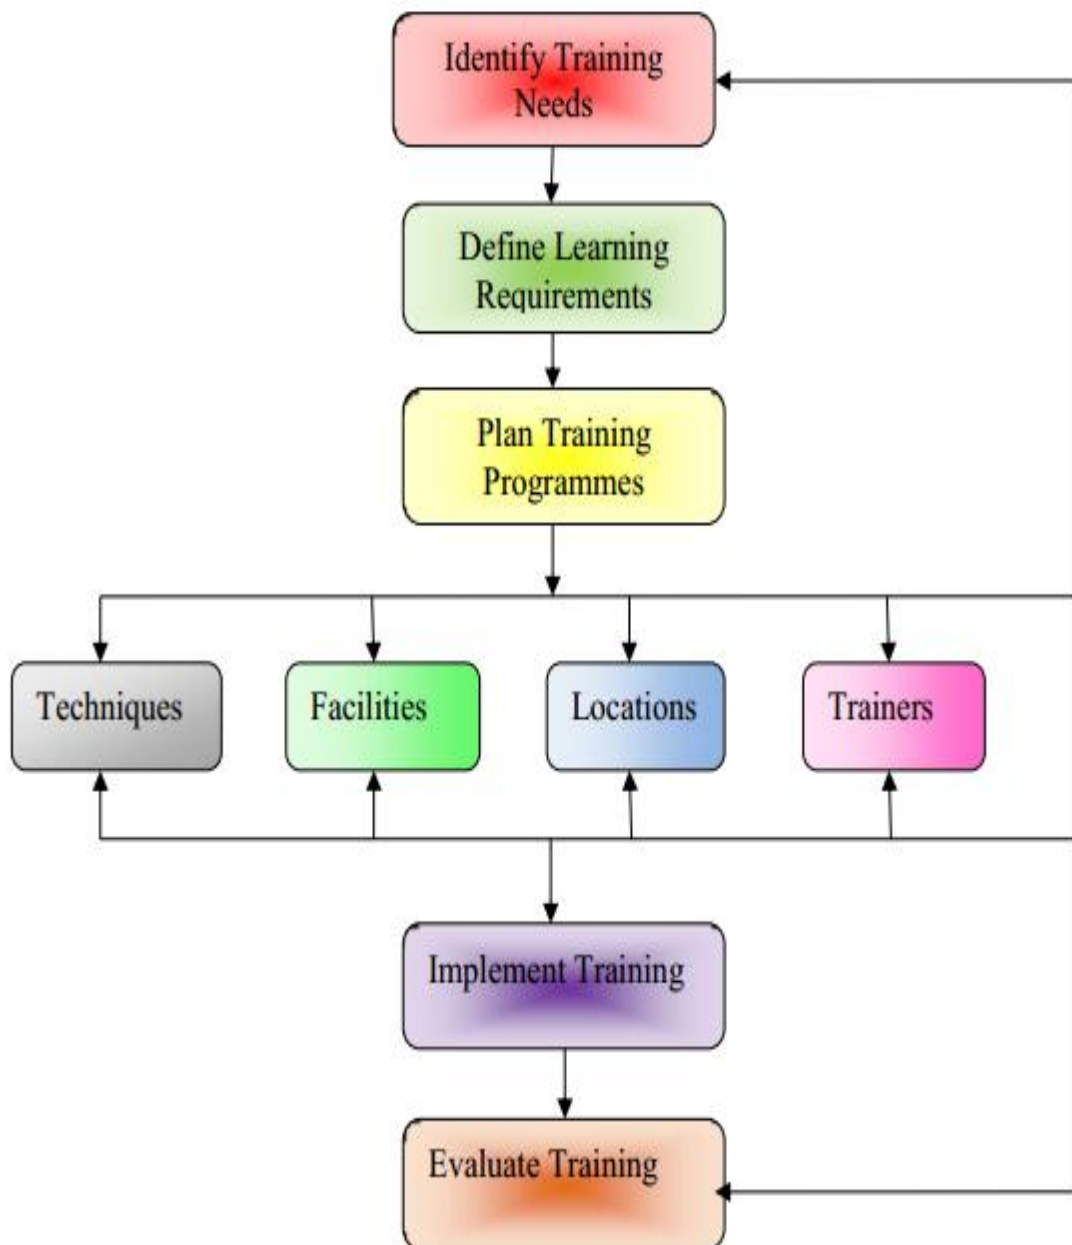 Identify Training
Needs
Define Learning
Requirements
Plan Training
Programmes
Techniques
Facilities
Locations
Trainers
Implement Training
Evaluate Training